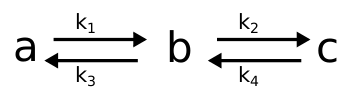 k₁ k₂
a b c
k₃ k₄